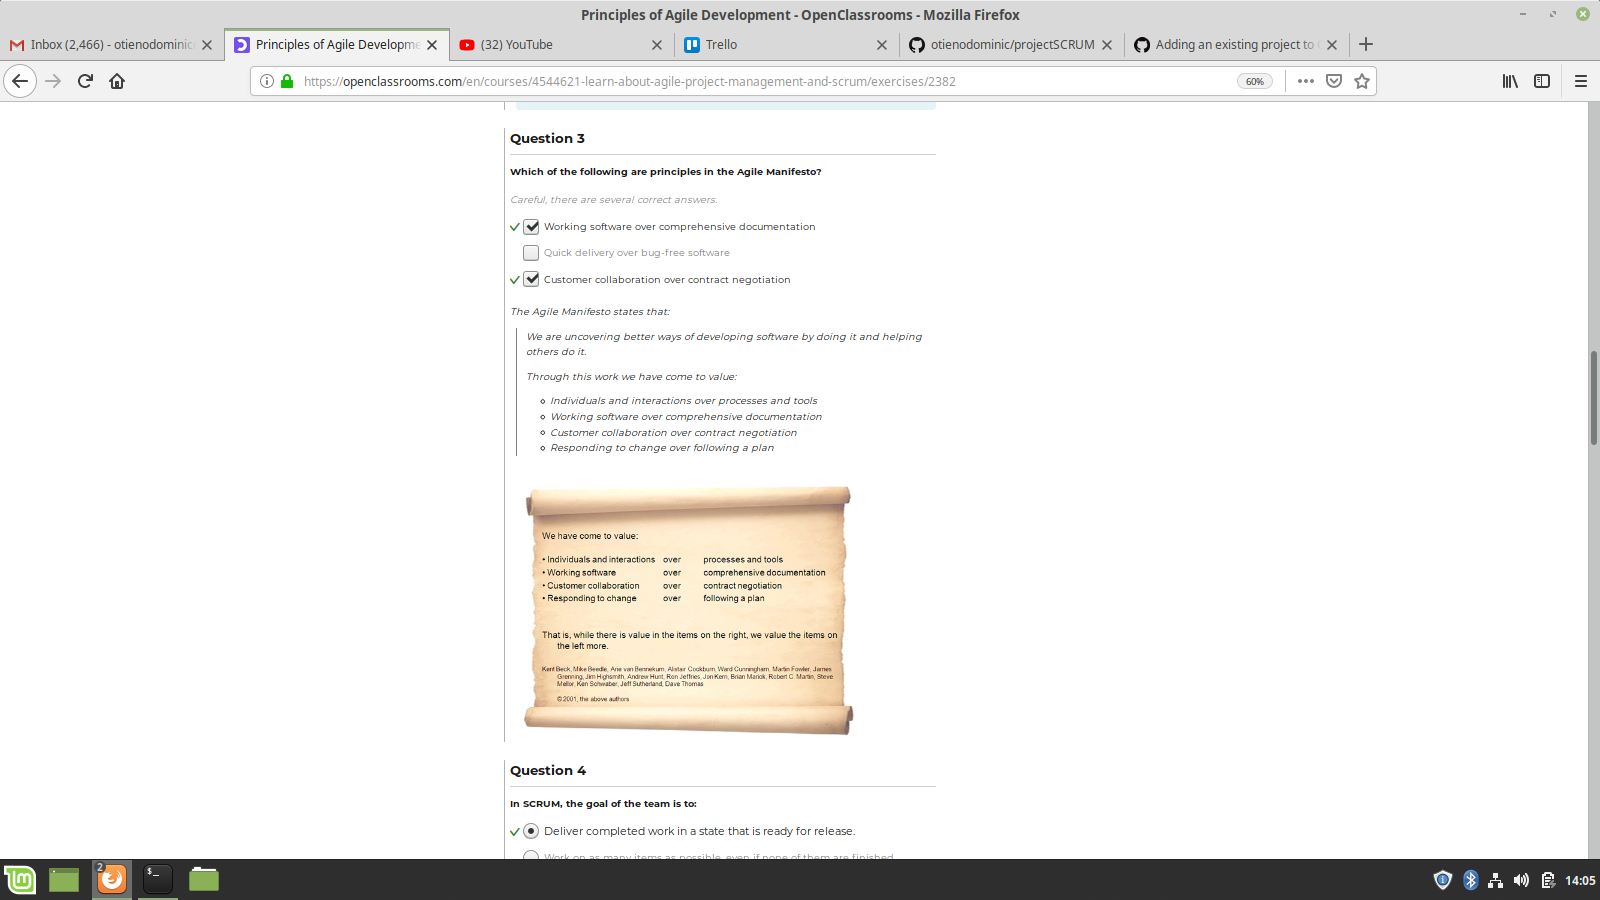 Principles of Agile Development - OpenClassrooms - Mozilla Firefox
Inbox (2,466) - otienodominic
Principles of Agile Developme
(32) YouTube
Trello
otienodominic/projectSCRUM
Adding an existing project to
https://openclassrooms.com/en/courses/4544621-learn-about-agile-project-management-and-scrum/exercises/2382
60%
Question 3
Which of the following are principles in the Agile Manifesto?
Careful, there are several correct answers.
Working software over comprehensive documentation
Quick delivery over bug-free software
Customer collaboration over contract negotiation
The Agile Manifesto states that:
We are uncovering better ways of developing software by doing it and helping
others do it.
Through this work we have come to value:
Individuals and interactions over processes and tools
Working software over comprehensive documentation
Customer collaboration over contract negotiation
Responding to change over following a plan
We have come to value:
• Individuals and interactions over processes and tools
• Working software over comprehensive documentation
• Customer collaboration over contract negotiation
• Responding to change over following a plan
That is, while there is value in the items on the right, we value the items on
the left more.
Kent Beck, Mike Beedle, Arie van Bennekum, Alistair Cockburn, Ward Cunningham, Martin Fowler, James
Grenning, Jim Highsmith, Andrew Hunt, Ron Jeffries, Jon Kern, Brian Marick, Robert C. Martin, Steve
Mellor, Ken Schwaber, Jeff Sutherland, Dave Thomas
©2001, the above authors
Question 4
In SCRUM, the goal of the team is to:
Deliver completed work in a state that is ready for release.
Work on as many items as possible, even if none of them are finished
2
$_
14:05